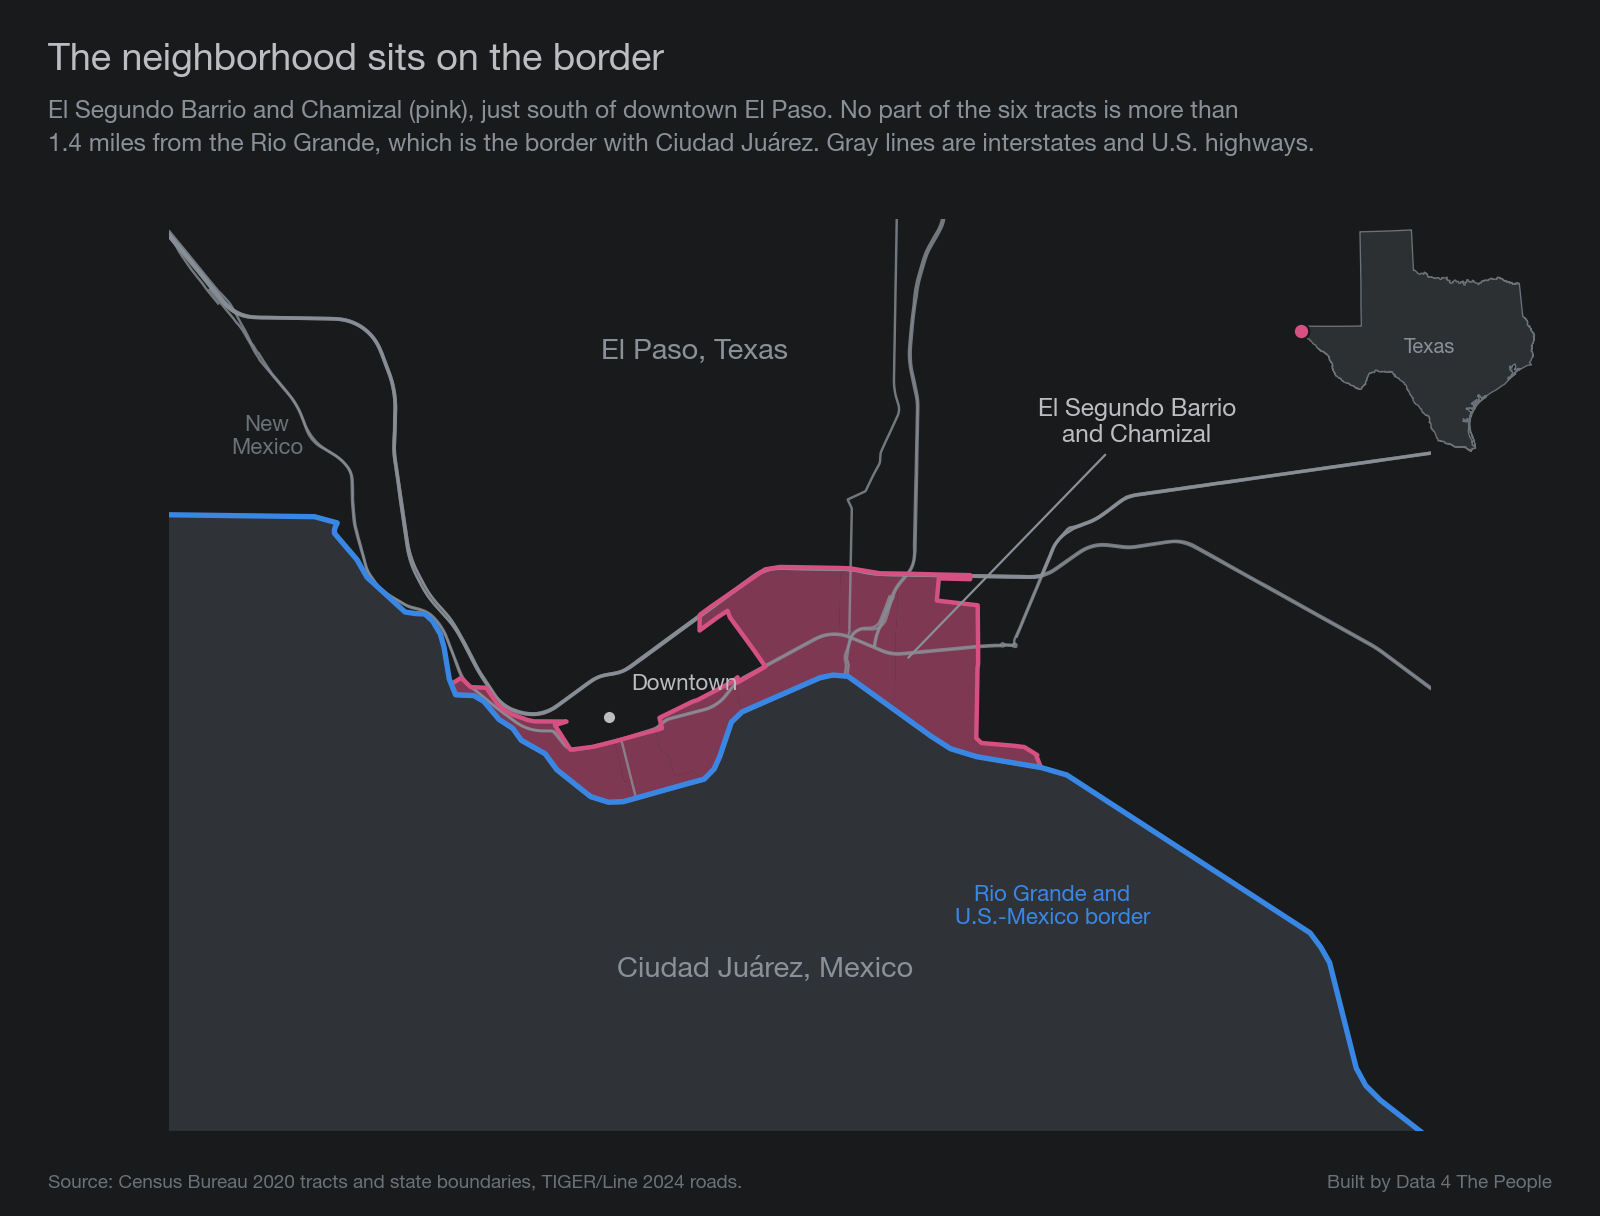 The neighborhood sits on the border
El Segundo Barrio and Chamizal (pink), just south of downtown El Paso. No part of the six tracts is more than
1.4 miles from the Rio Grande, which is the border with Ciudad Juárez. Gray lines are interstates and U.S. highways.
El Paso, Texas
Texas
New
Mexico
El Segundo Barrio
and Chamizal
Downtown
Rio Grande and
U.S.-Mexico border
Ciudad Juárez, Mexico
Source: Census Bureau 2020 tracts and state boundaries, TIGER/Line 2024 roads.
Built by Data 4 The People